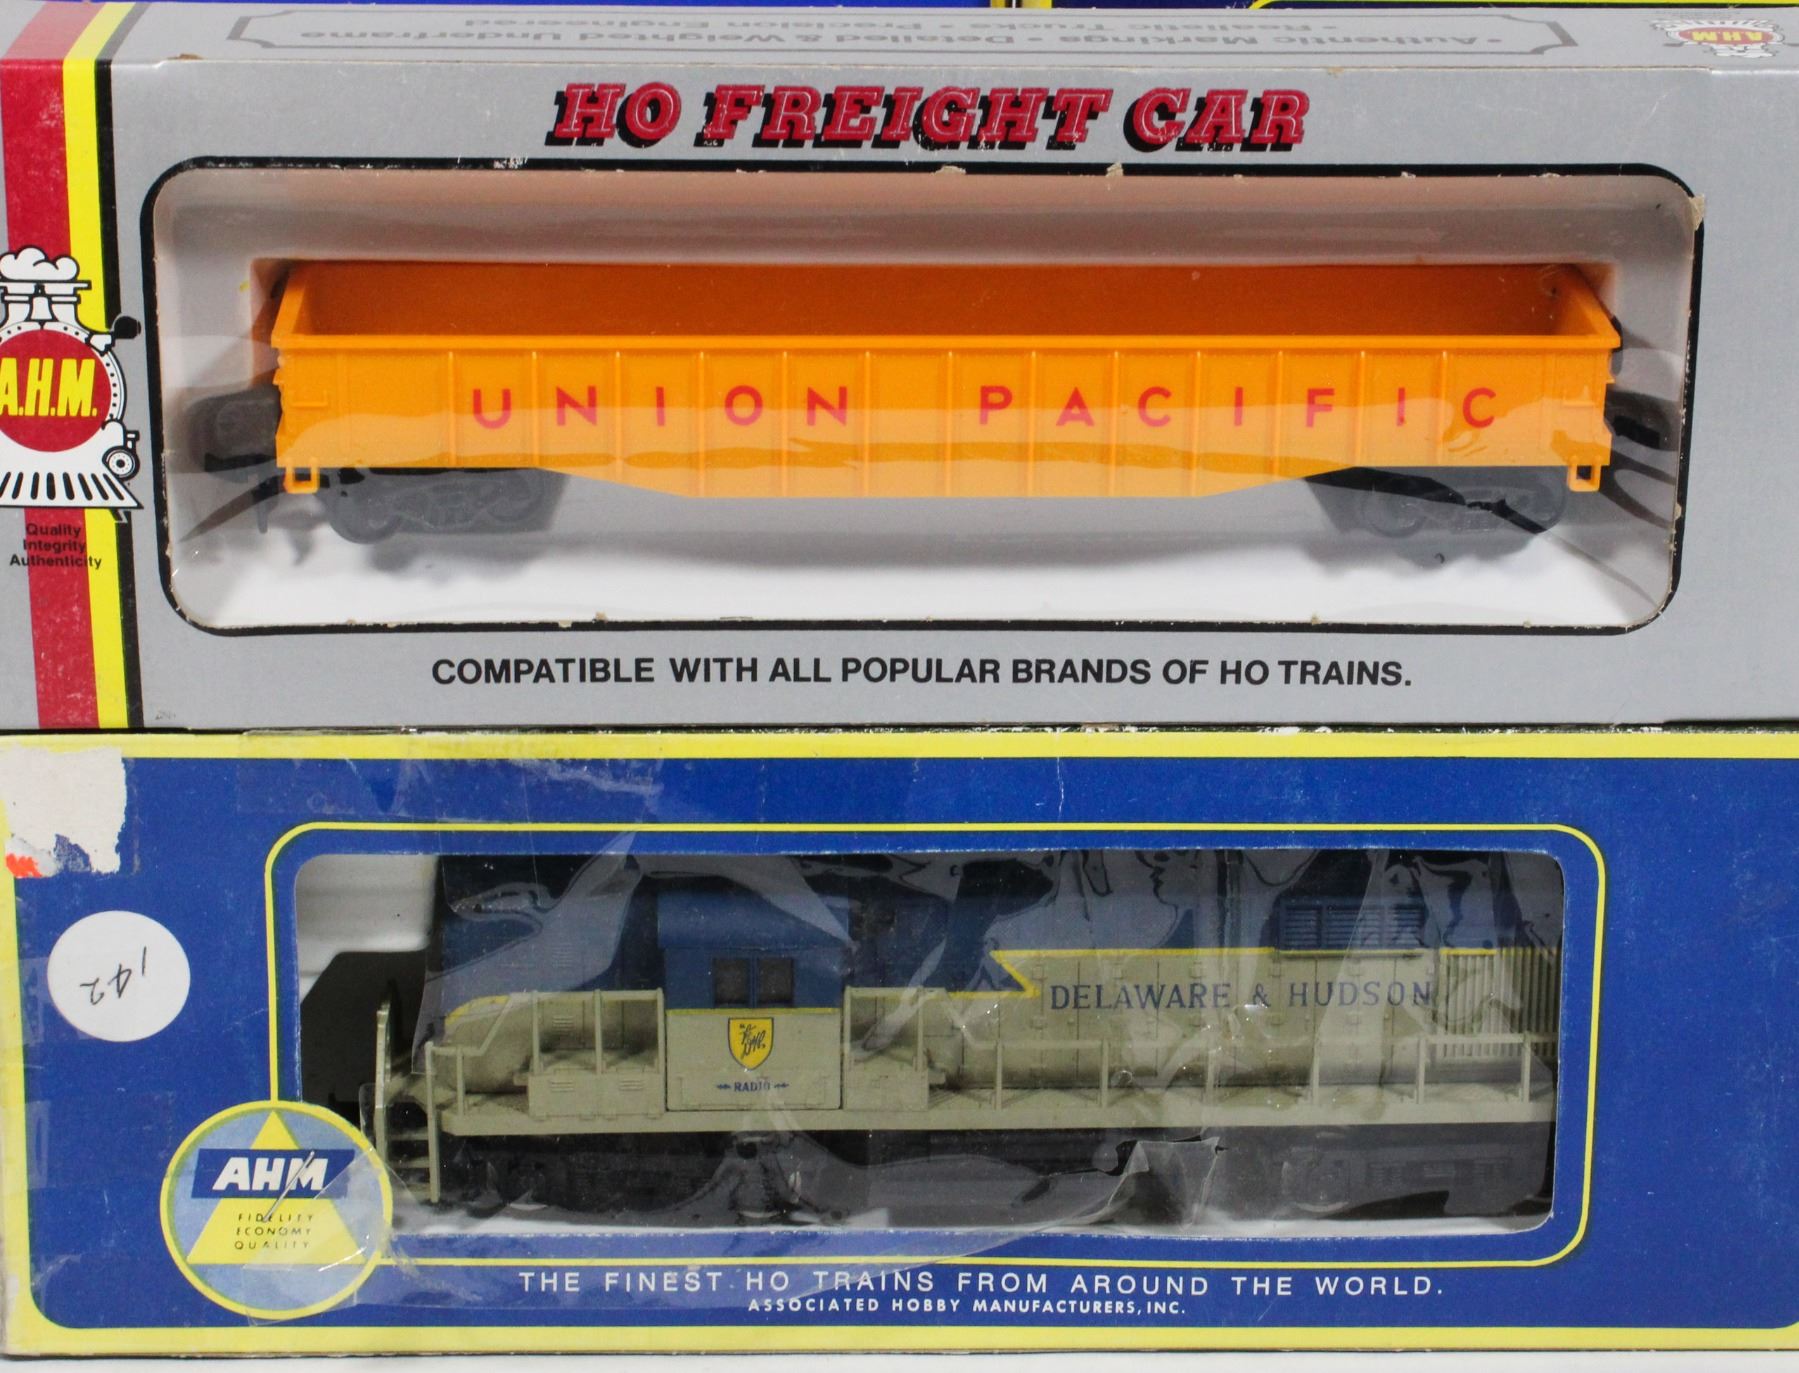 •Authentic Markings • Detailed & Weighted Underframe
•Realistic Trucks • Precision Engineered
A.H.M.
HO FREIGHT CAR
A.H.M.
Quality
Integrity
Authenticity
UNION PACIFIC
COMPATIBLE WITH ALL POPULAR BRANDS OF HO TRAINS.
142
DELAWARE & HUDSON
RADIO
AHM
FIDELITY
ECONOMY
QUALITY
THE FINEST HO TRAINS FROM AROUND THE WORLD.
ASSOCIATED HOBBY MANUFACTURERS, INC.